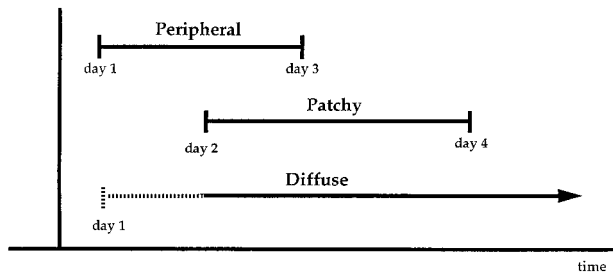 Peripheral
day 1
day 3
Patchy
day 2
day 4
Diffuse
day 1
time